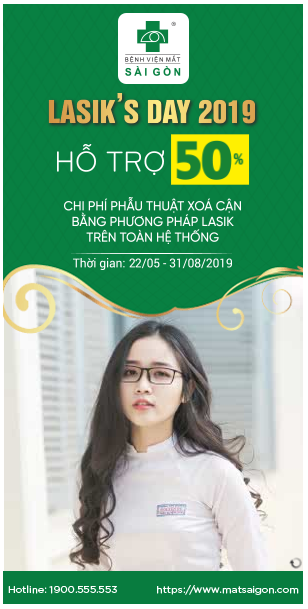 BỆNH VIỆN MẮT
SÀI GÒN
LASIK'S DAY 2019
HỖ TRỢ 50%
CHI PHÍ PHẪU THUẬT XOÁ CẬN
BẰNG PHƯƠNG PHÁP LASIK
TRÊN TOÀN HỆ THỐNG
Thời gian: 22/05 - 31/08/2019
Hotline: 1900.555.553 https://www.matsaigon.com